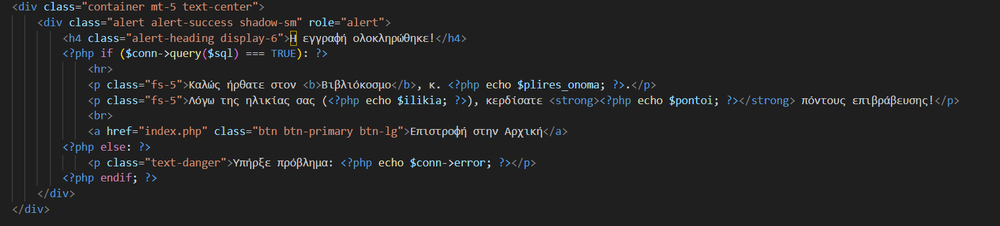 <div class="container mt-5 text-center">
<div class="alert alert-success shadow-sm" role="alert">
<h4 class="alert-heading display-6">Η εγγραφή ολοκληρώθηκε!</h4>
<?php if ($conn->query($sql) === TRUE): ?>
<hr>
<p class="fs-5">Καλώς ήρθατε στον <b>Βιβλιόκοσμο</b>, κ. <?php echo $plires_onoma; ?>.</p>
<p class="fs-5">Λόγω της ηλικίας σας (<?php echo $ilikia; ?>), κερδίσατε <strong><?php echo $pontoi; ?></strong> πόντους επιβράβευσης!</p>
<br>
<a href="index.php" class="btn btn-primary btn-lg">Επιστροφή στην Αρχική</a>
<?php else: ?>
<p class="text-danger">Υπήρξε πρόβλημα: <?php echo $conn->error; ?></p>
<?php endif; ?>
</div>
</div>